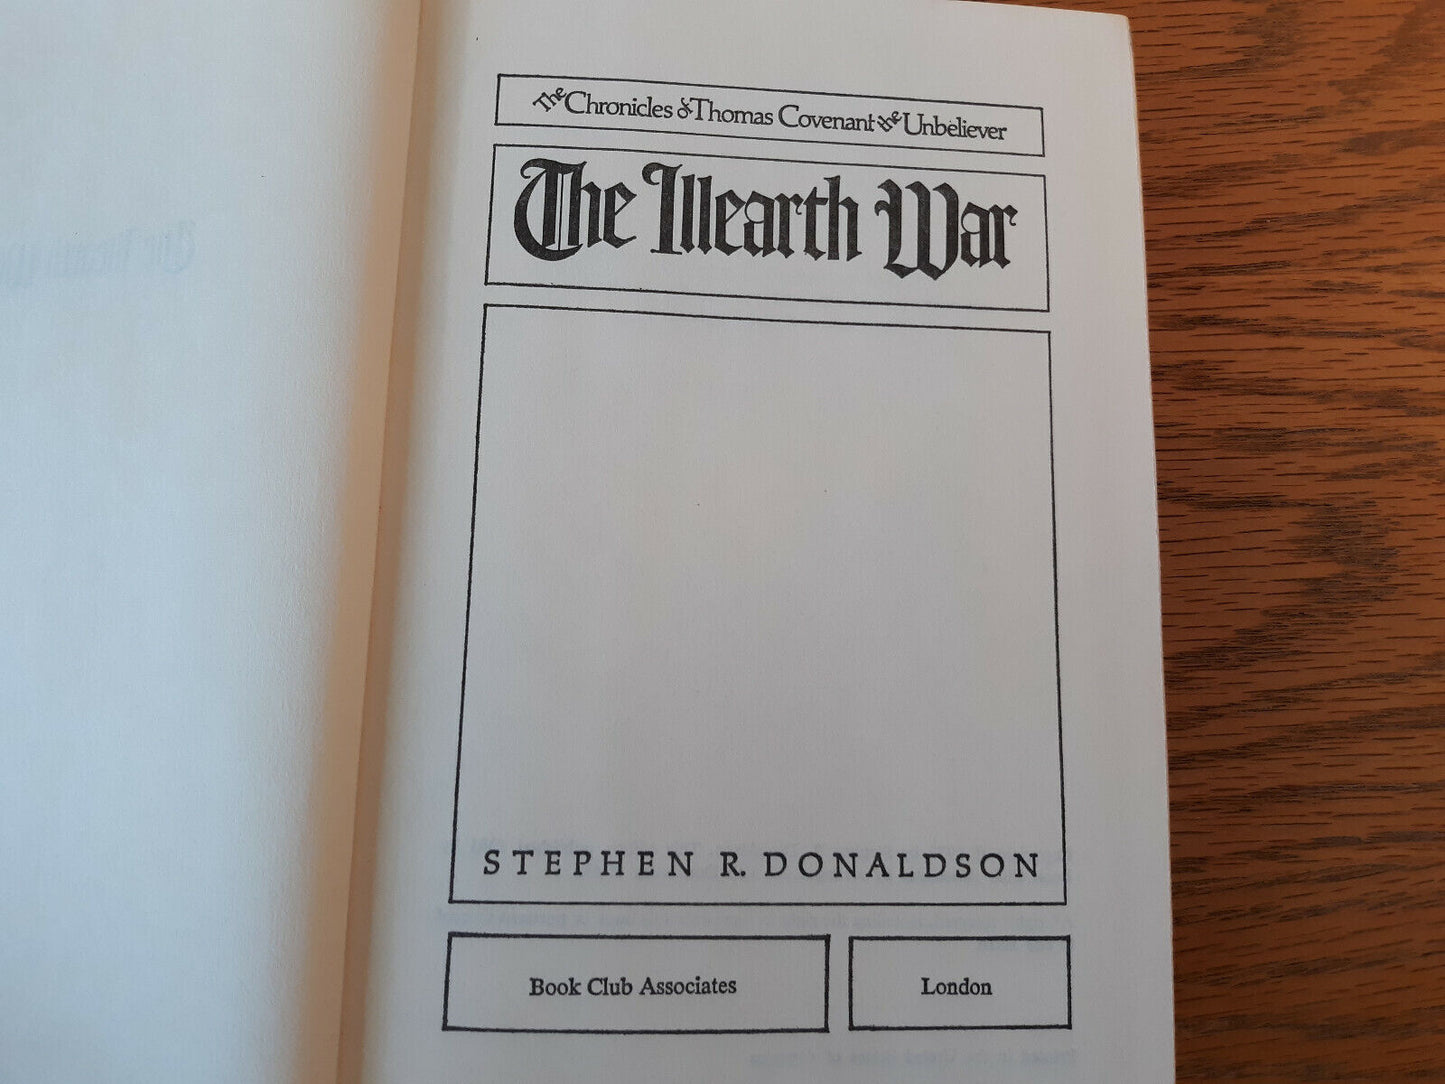 The Chronicles of Thomas Covenant the Unbeliever
The Illearth War
STEPHEN R. DONALDSON
Book Club Associates
London